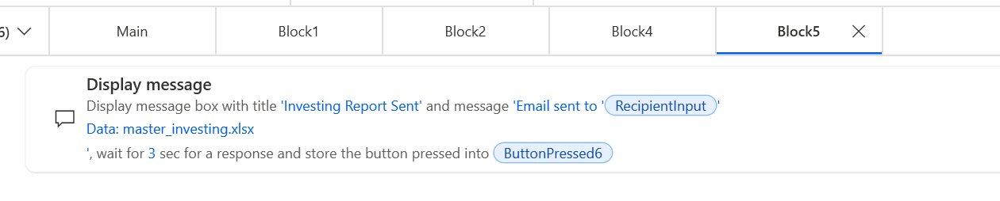 6)
Main
Block1
Block2
Block4
Block5
Display message
Display message box with title 'Investing Report Sent' and message 'Email sent to ' RecipientInput '
Data: master_investing.xlsx
', wait for 3 sec for a response and store the button pressed into ButtonPressed6